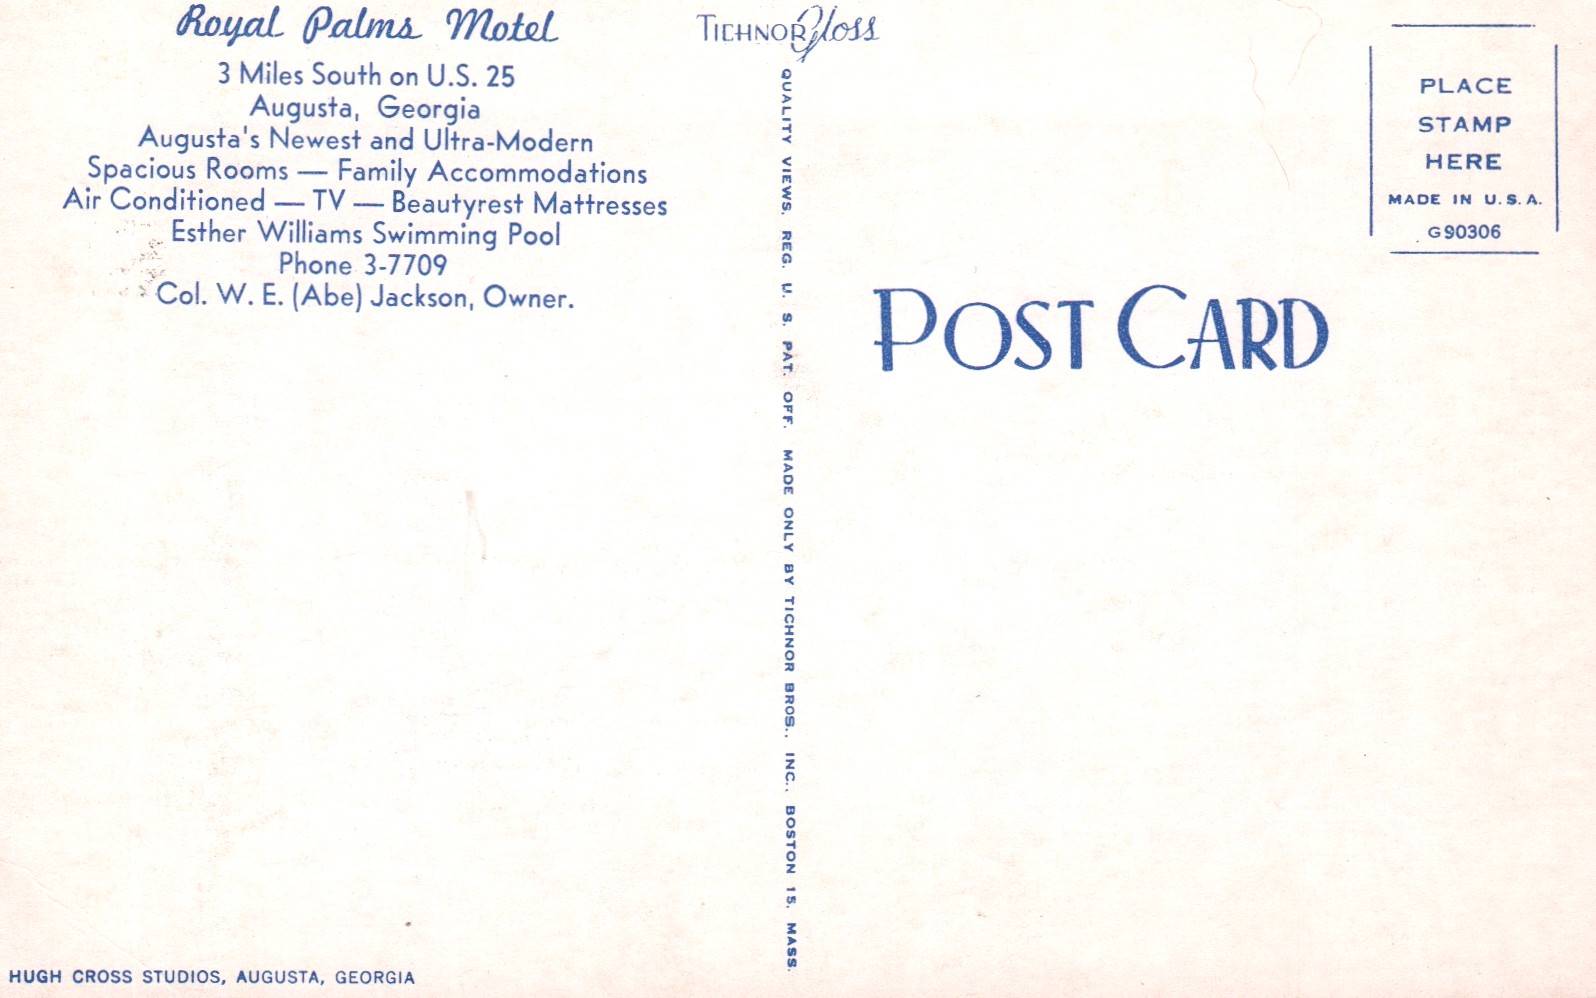 Royal Palms Motel
3 Miles South on U.S. 25
Augusta, Georgia
Augusta's Newest and Ultra-Modern
Spacious Rooms — Family Accommodations
Air Conditioned — TV — Beautyrest Mattresses
Esther Williams Swimming Pool
Phone 3-7709
Col. W. E. (Abe) Jackson, Owner.
HUGH CROSS STUDIOS, AUGUSTA, GEORGIA
TICHNOR Gloss
QUALITY VIEWS. REG. U. S. PAT. OFF. MADE ONLY BY TICHNOR BROS., INC., BOSTON 15, MASS.
POST CARD
PLACE
STAMP
HERE
MADE IN U.S.A.
G90306